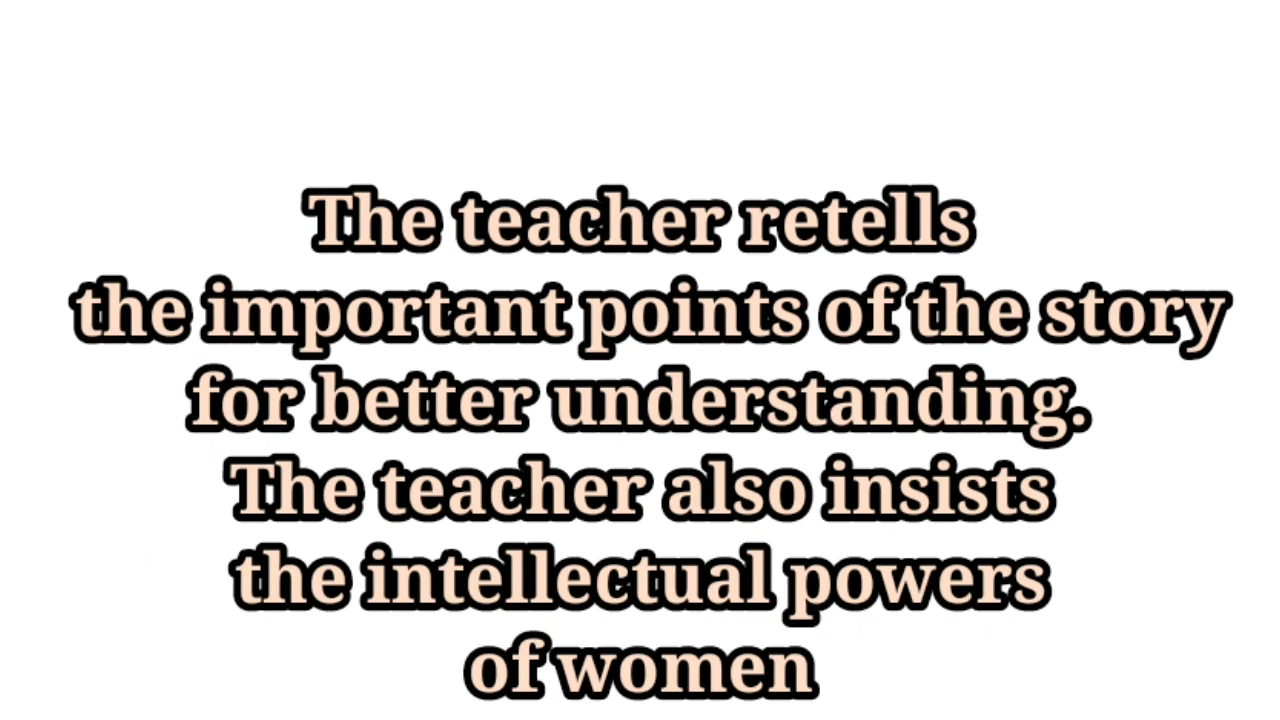 The teacher retells
the important points of the story
for better understanding.
The teacher also insists
the intellectual powers
of women